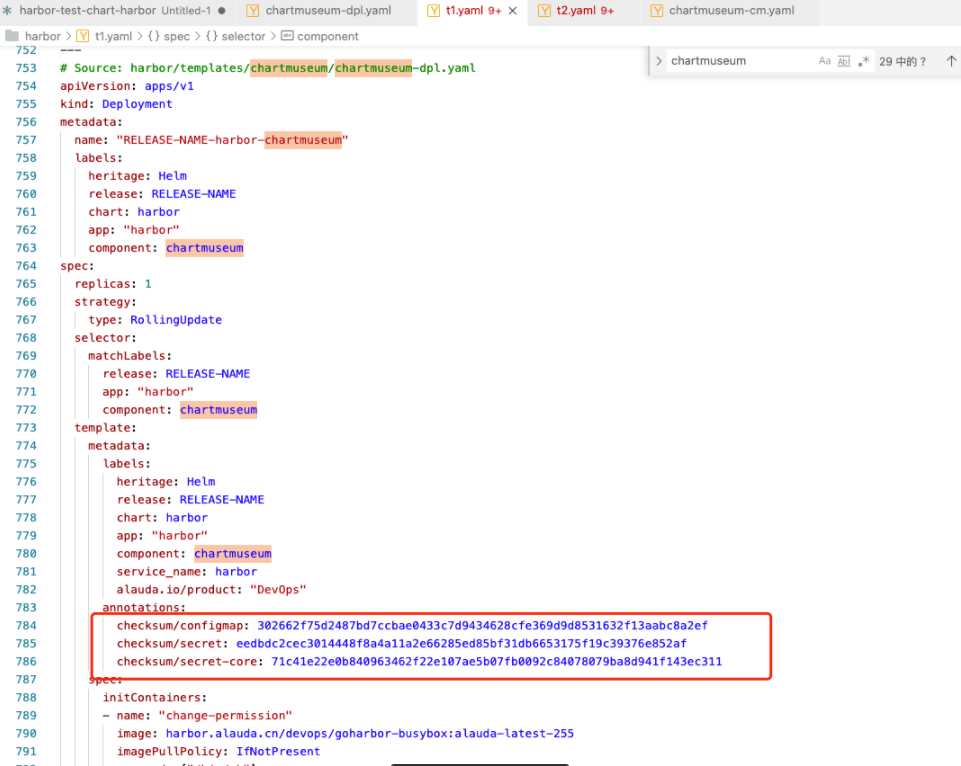 harbor-test-chart-harbor Untitled-1 ● chartmuseum-dpl.yaml t1.yaml 9+ × t2.yaml 9+ chartmuseum-cm.yaml
harbor > t1.yaml > {} spec > {} selector > component
chartmuseum Aa Ab 29 中的 ?
752 ---
753 # Source: harbor/templates/chartmuseum/chartmuseum-dpl.yaml
754 apiVersion: apps/v1
755 kind: Deployment
756 metadata:
757 name: "RELEASE-NAME-harbor-chartmuseum"
758 labels:
759 heritage: Helm
760 release: RELEASE-NAME
761 chart: harbor
762 app: "harbor"
763 component: chartmuseum
764 spec:
765 replicas: 1
766 strategy:
767 type: RollingUpdate
768 selector:
769 matchLabels:
770 release: RELEASE-NAME
771 app: "harbor"
772 component: chartmuseum
773 template:
774 metadata:
775 labels:
776 heritage: Helm
777 release: RELEASE-NAME
778 chart: harbor
779 app: "harbor"
780 component: chartmuseum
781 service_name: harbor
782 alauda.io/product: "DevOps"
783 annotations:
784 checksum/configmap: 302662f75d2487bd7ccbae0433c7d9434628cfe369d9d8531632f13aabc8a2ef
785 checksum/secret: eedbdc2cec3014448f8a4a11a2e66285ed85bf31db6653175f19c39376e852af
786 checksum/secret-core: 71c41e22e0b840963462f22e107ae5b07fb0092c84078079ba8d941f143ec311
787 spec:
788 initContainers:
789 - name: "change-permission"
790 image: harbor.alauda.cn/devops/goharbor-busybox:alauda-latest-255
791 imagePullPolicy: IfNotPresent